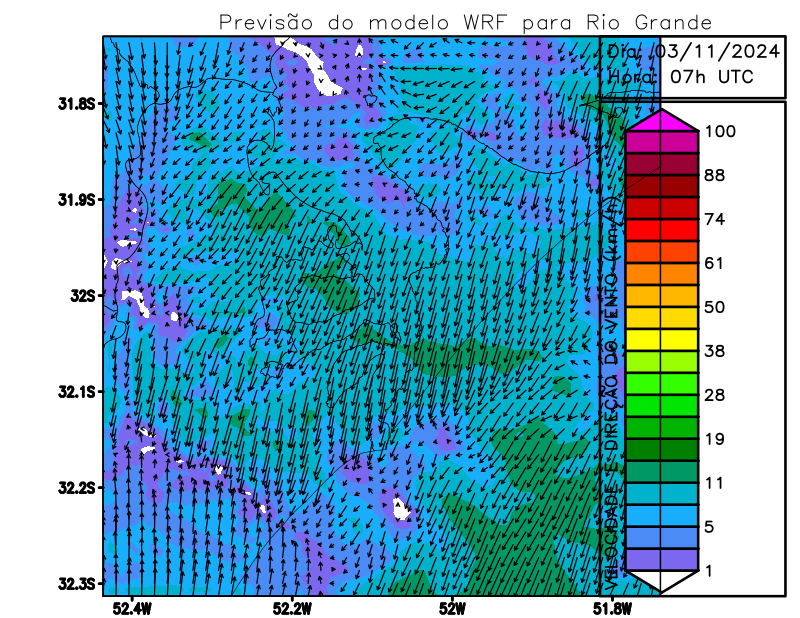 Previsão do modelo WRF para Rio Grande
Dia: 03/11/2024
Hora: 07h UTC
31.8S
31.9S
32S
32.1S
32.2S
32.3S
52.4W
52.2W
52W
51.8W
VELOCIDADE E DIREÇÃO DO VENTO (km/h)
100
88
74
61
50
38
28
19
11
5
1